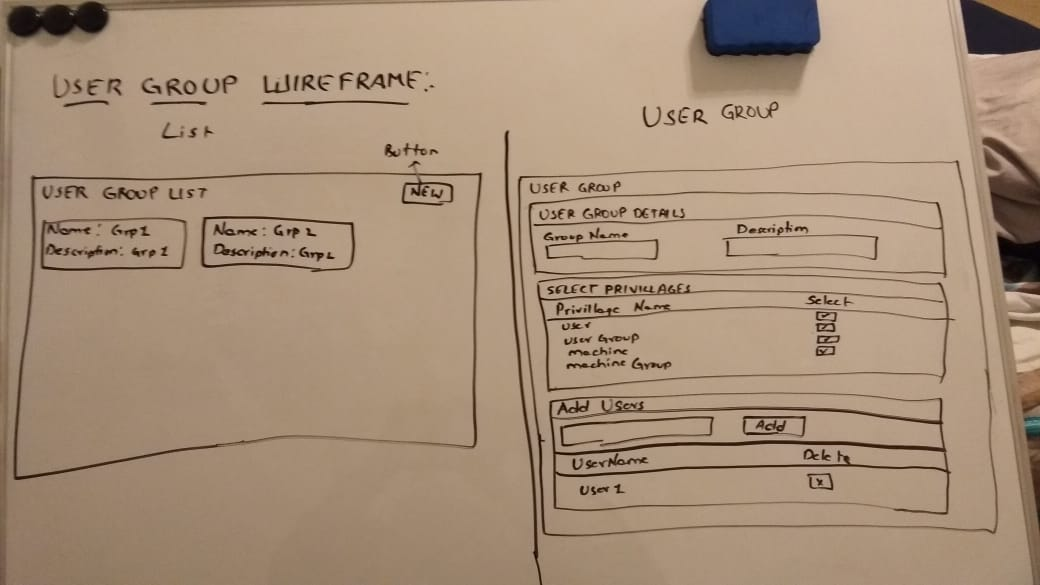 USER GROUP WIREFRAME:
List
Button
USER GROUP LIST
NEW
Name: Grp1
Description: Grp1
Name: Grp 2
Description: Grp2
USER GROUP
USER GROUP
USER GROUP DETAILS
Group Name Description
SELECT PRIVILLAGES
Privillage Name Select
user
user Group
machine
machine Group
Add Users
Add
UserName Delete
User 1 x